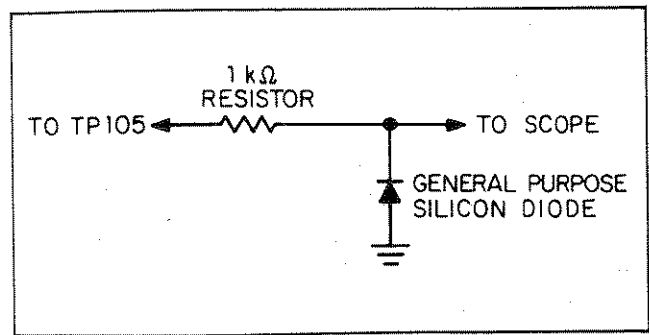 1 kΩ
RESISTOR
TO TP105
TO SCOPE
GENERAL PURPOSE
SILICON DIODE